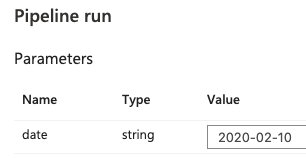 Pipeline run
Parameters
Name Type Value
date string 2020-02-10